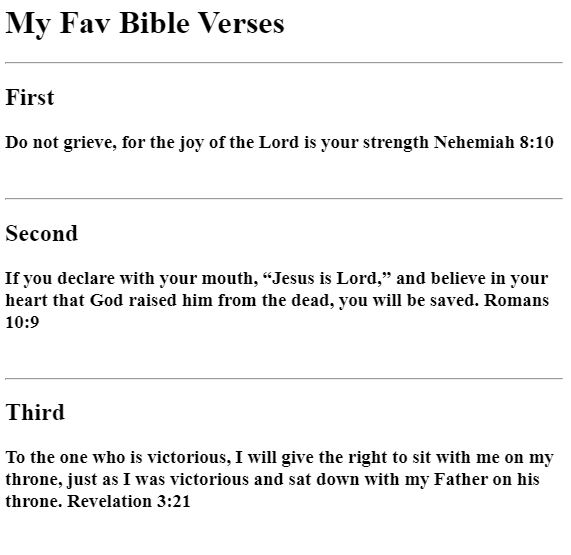 My Fav Bible Verses
First
Do not grieve, for the joy of the Lord is your strength Nehemiah 8:10
Second
If you declare with your mouth, “Jesus is Lord,” and believe in your
heart that God raised him from the dead, you will be saved. Romans
10:9
Third
To the one who is victorious, I will give the right to sit with me on my
throne, just as I was victorious and sat down with my Father on his
throne. Revelation 3:21